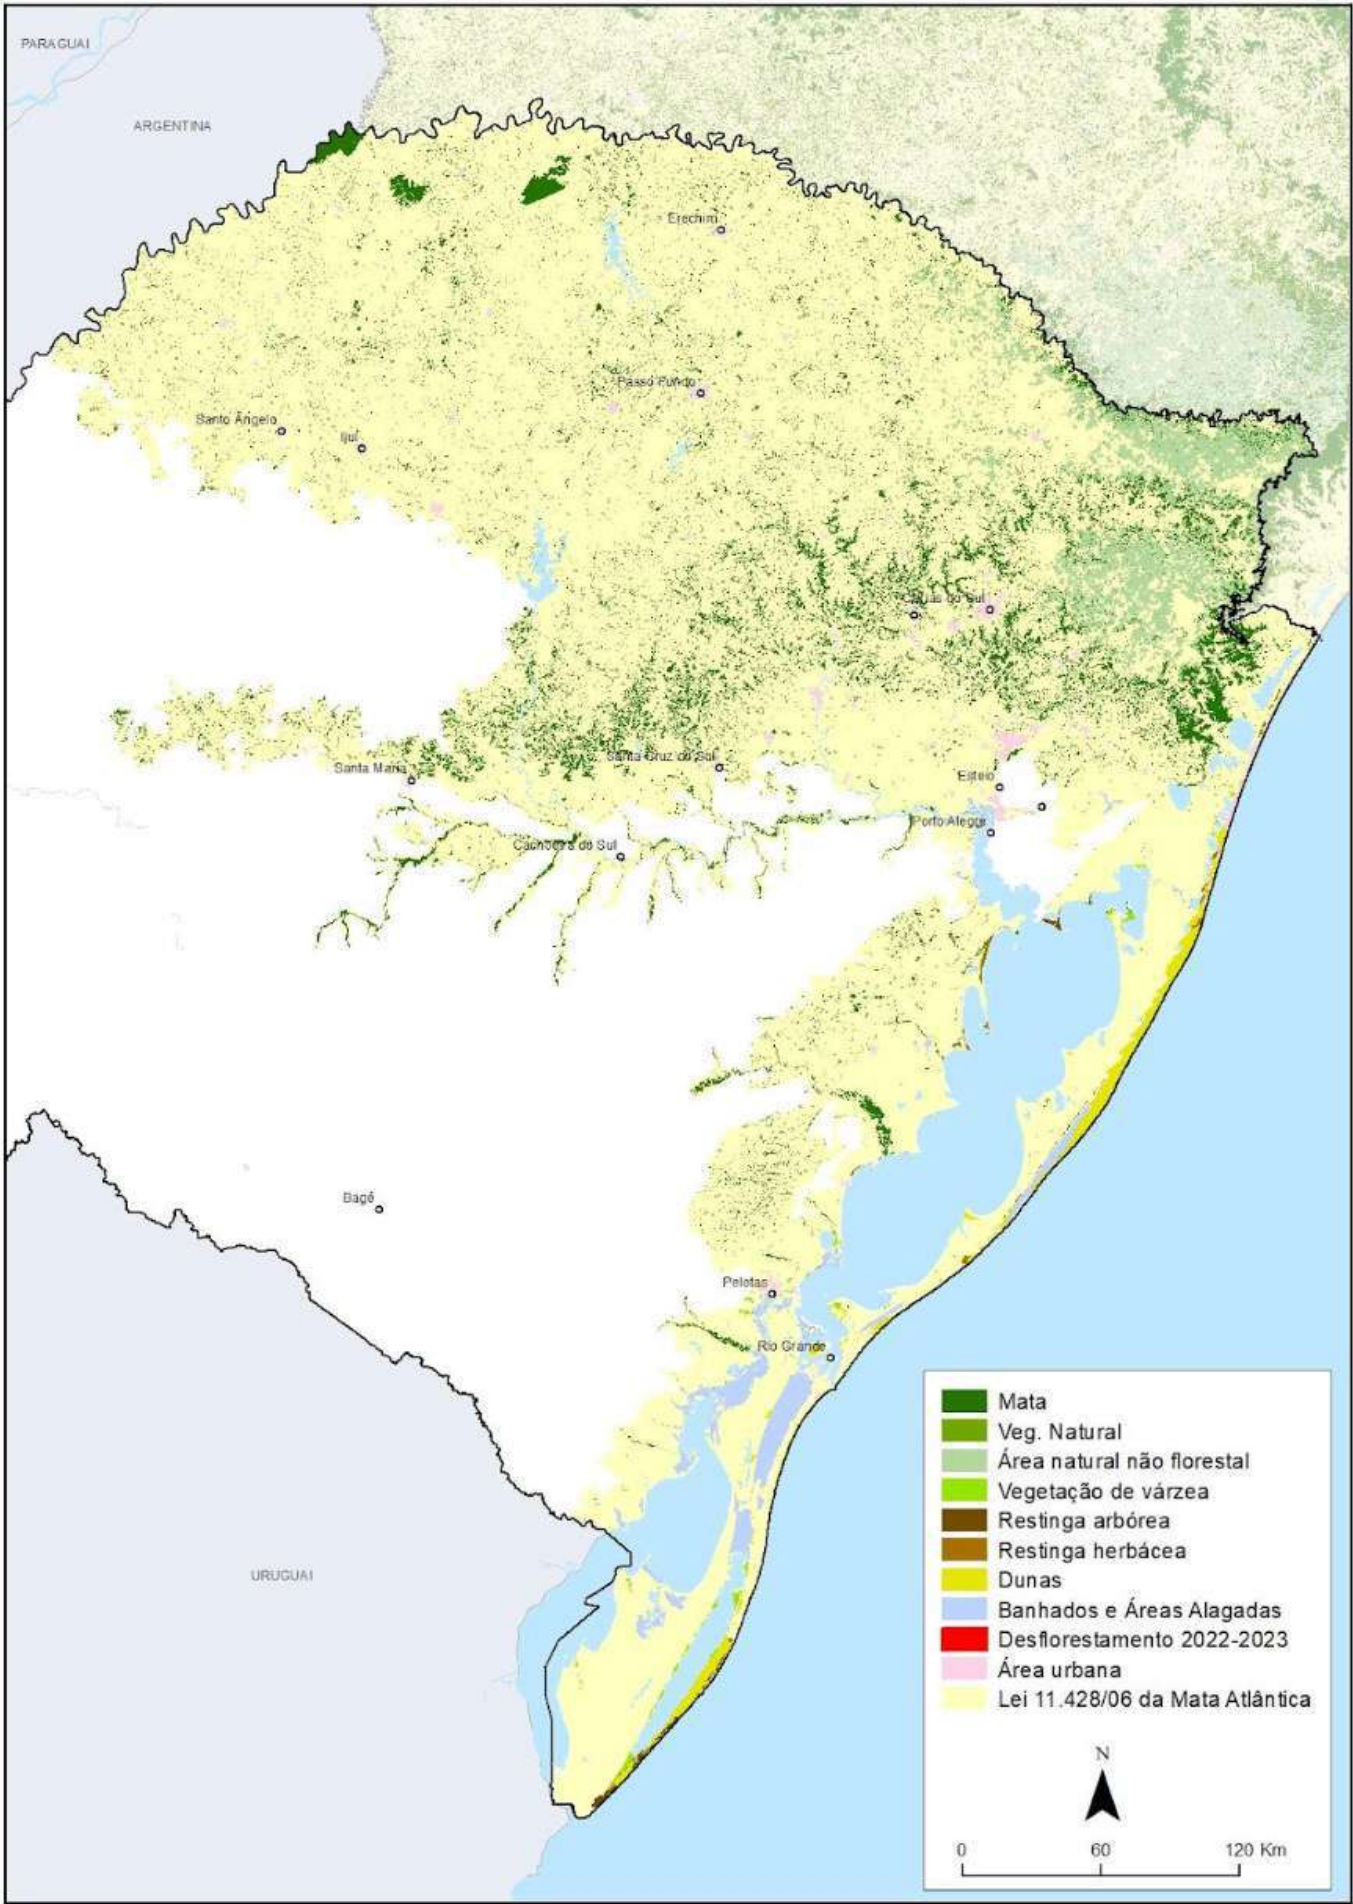 PARAGUAI
ARGENTINA
Erechim
Passo Fundo
Santo Ângelo
Ijuí
Caxias do Sul
Santa Maria
Santa Cruz do Sul
Esteio
Porto Alegre
Cachoeira do Sul
Bagé
Pelotas
Rio Grande
URUGUAI
Mata
Veg. Natural
Área natural não florestal
Vegetação de várzea
Restinga arbórea
Restinga herbácea
Dunas
Banhados e Áreas Alagadas
Desflorestamento 2022-2023
Área urbana
Lei 11.428/06 da Mata Atlântica
N
0 60 120 Km